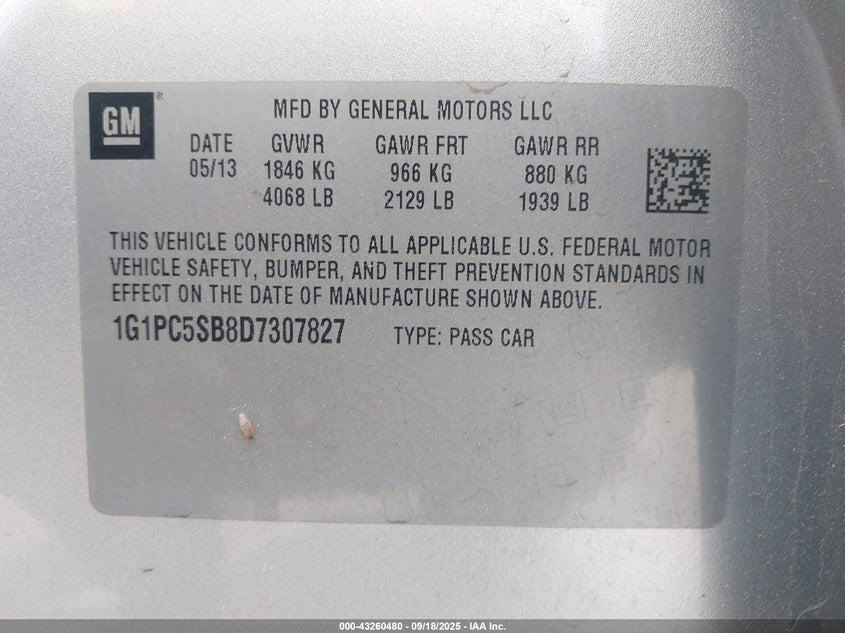 GM ®
MFD BY GENERAL MOTORS LLC
DATE GVWR GAWR FRT GAWR RR
05/13 1846 KG 966 KG 880 KG
4068 LB 2129 LB 1939 LB
THIS VEHICLE CONFORMS TO ALL APPLICABLE U.S. FEDERAL MOTOR
VEHICLE SAFETY, BUMPER, AND THEFT PREVENTION STANDARDS IN
EFFECT ON THE DATE OF MANUFACTURE SHOWN ABOVE.
1G1PC5SB8D7307827 TYPE: PASS CAR
000-43260480 - 09/18/2025 - IAA Inc.